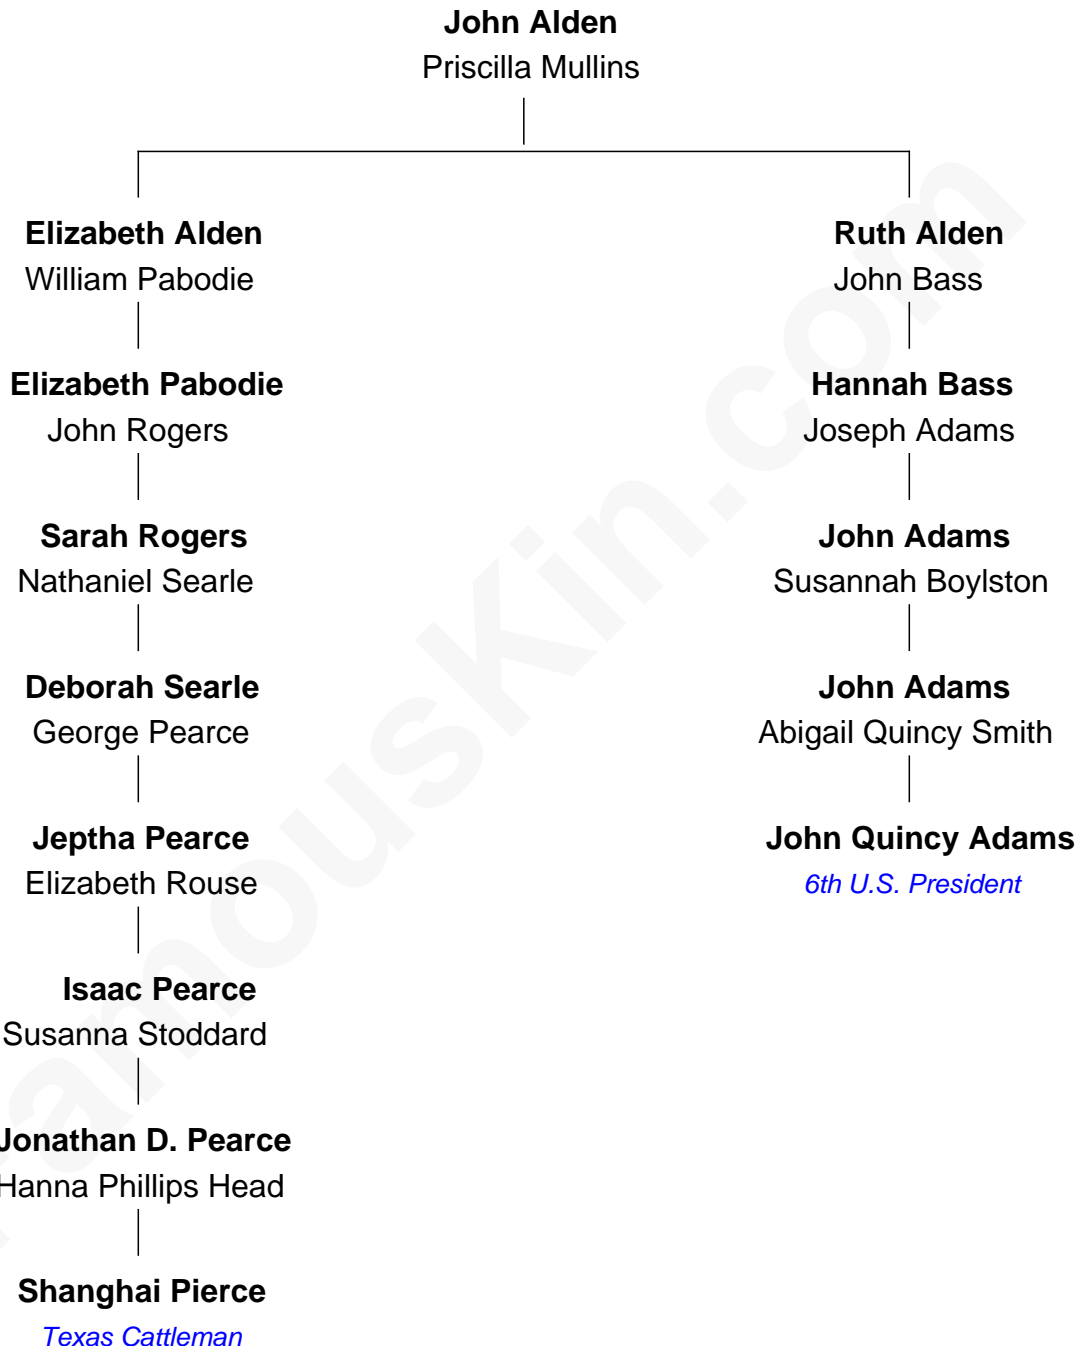 John Alden
Priscilla Mullins
Elizabeth Alden
William Pabodie
Ruth Alden
John Bass
Elizabeth Pabodie
John Rogers
Hannah Bass
Joseph Adams
Sarah Rogers
Nathaniel Searle
John Adams
Susannah Boylston
Deborah Searle
George Pearce
John Adams
Abigail Quincy Smith
Jeptha Pearce
Elizabeth Rouse
John Quincy Adams
6th U.S. President
Isaac Pearce
Susanna Stoddard
Jonathan D. Pearce
Hanna Phillips Head
Shanghai Pierce
Texas Cattleman
FamousKin.com